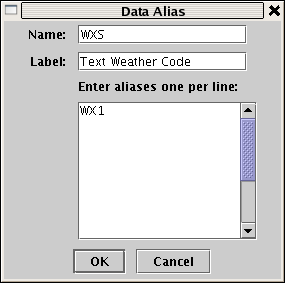 Data Alias
Name: WXS
Label: Text Weather Code
Enter aliases one per line:
WX1
OK Cancel